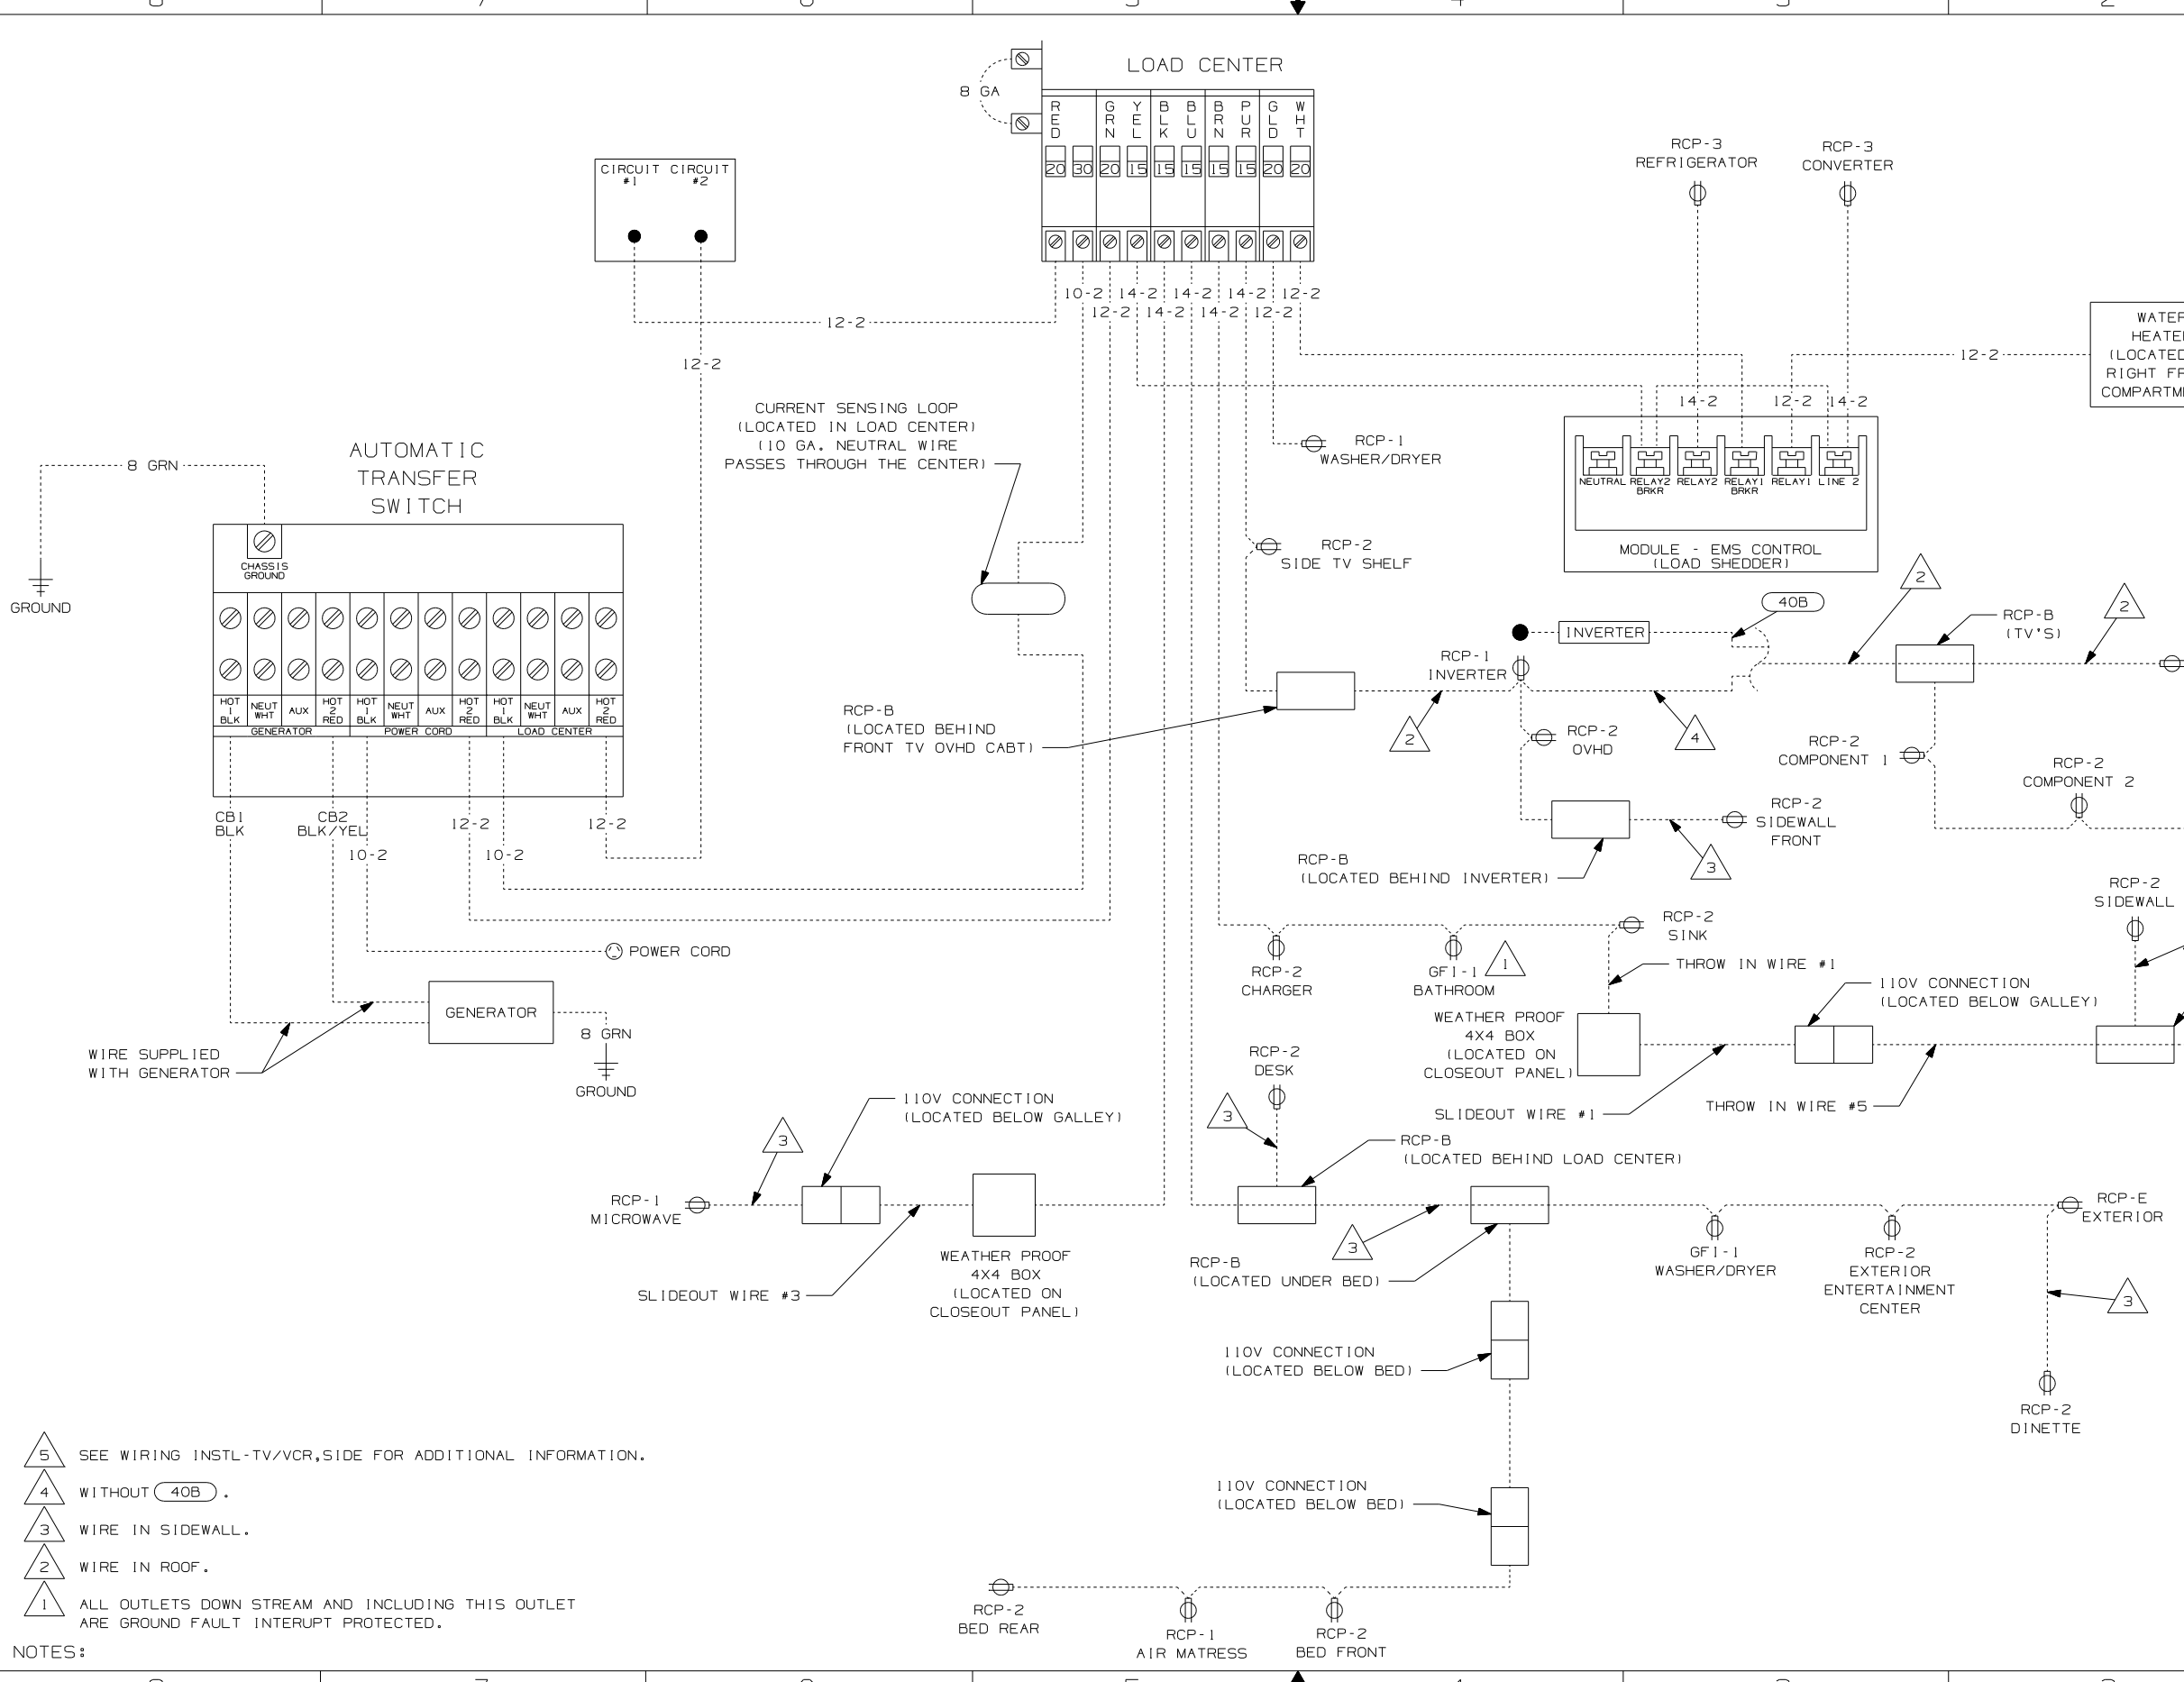 LOAD CENTER
8 GA
RED
GRN
YEL
BLK
BLU
BRN
PUR
GLD
WHT
20 30 20 15 15 15 15 15 20 20
CIRCUIT CIRCUIT
#1 #2
RCP-3
REFRIGERATOR
RCP-3
CONVERTER
10-2 14-2 14-2 14-2 12-2
12-2 14-2 14-2 12-2
12-2
12-2
12-2
WATER
HEATE
(LOCATED
RIGHT FR
COMPARTM
14-2 12-2 14-2
CURRENT SENSING LOOP
(LOCATED IN LOAD CENTER)
(10 GA. NEUTRAL WIRE
PASSES THROUGH THE CENTER)
RCP-1
WASHER/DRYER
NEUTRAL RELAY2 RELAY2 RELAY1 RELAY1 LINE 2
BRKR BRKR
MODULE - EMS CONTROL
(LOAD SHEDDER)
AUTOMATIC
TRANSFER
SWITCH
8 GRN
CHASSIS
GROUND
GROUND
RCP-2
SIDE TV SHELF
40B
2
RCP-B
(TV'S)
2
INVERTER
RCP-1
INVERTER
HOT 1 BLK
NEUT WHT
AUX
HOT 2 RED
HOT 1 BLK
NEUT WHT
AUX
HOT 2 RED
HOT 1 BLK
NEUT WHT
AUX
HOT 2 RED
GENERATOR POWER CORD LOAD CENTER
RCP-B
(LOCATED BEHIND
FRONT TV OVHD CABT)
2
RCP-2
OVHD
4
RCP-2
COMPONENT 1
RCP-2
COMPONENT 2
CB1
BLK
CB2
BLK/YEL
12-2
12-2
10-2
10-2
RCP-2
SIDEWALL
FRONT
3
RCP-B
(LOCATED BEHIND INVERTER)
RCP-2
SIDEWALL
RCP-2
SINK
POWER CORD
RCP-2
CHARGER
GFI-1
BATHROOM
1
THROW IN WIRE #1
110V CONNECTION
(LOCATED BELOW GALLEY)
GENERATOR
8 GRN
GROUND
WIRE SUPPLIED
WITH GENERATOR
WEATHER PROOF
4X4 BOX
(LOCATED ON
CLOSEOUT PANEL)
RCP-2
DESK
SLIDEOUT WIRE #1
THROW IN WIRE #5
110V CONNECTION
(LOCATED BELOW GALLEY)
3
3
RCP-B
(LOCATED BEHIND LOAD CENTER)
RCP-1
MICROWAVE
RCP-E
EXTERIOR
WEATHER PROOF
4X4 BOX
(LOCATED ON
CLOSEOUT PANEL)
SLIDEOUT WIRE #3
3
RCP-B
(LOCATED UNDER BED)
GFI-1
WASHER/DRYER
RCP-2
EXTERIOR
ENTERTAINMENT
CENTER
3
110V CONNECTION
(LOCATED BELOW BED)
RCP-2
DINETTE
110V CONNECTION
(LOCATED BELOW BED)
RCP-2
BED REAR
RCP-1
AIR MATRESS
RCP-2
BED FRONT
5 SEE WIRING INSTL-TV/VCR,SIDE FOR ADDITIONAL INFORMATION.
4 WITHOUT 40B .
3 WIRE IN SIDEWALL.
2 WIRE IN ROOF.
1 ALL OUTLETS DOWN STREAM AND INCLUDING THIS OUTLET
ARE GROUND FAULT INTERUPT PROTECTED.
NOTES: